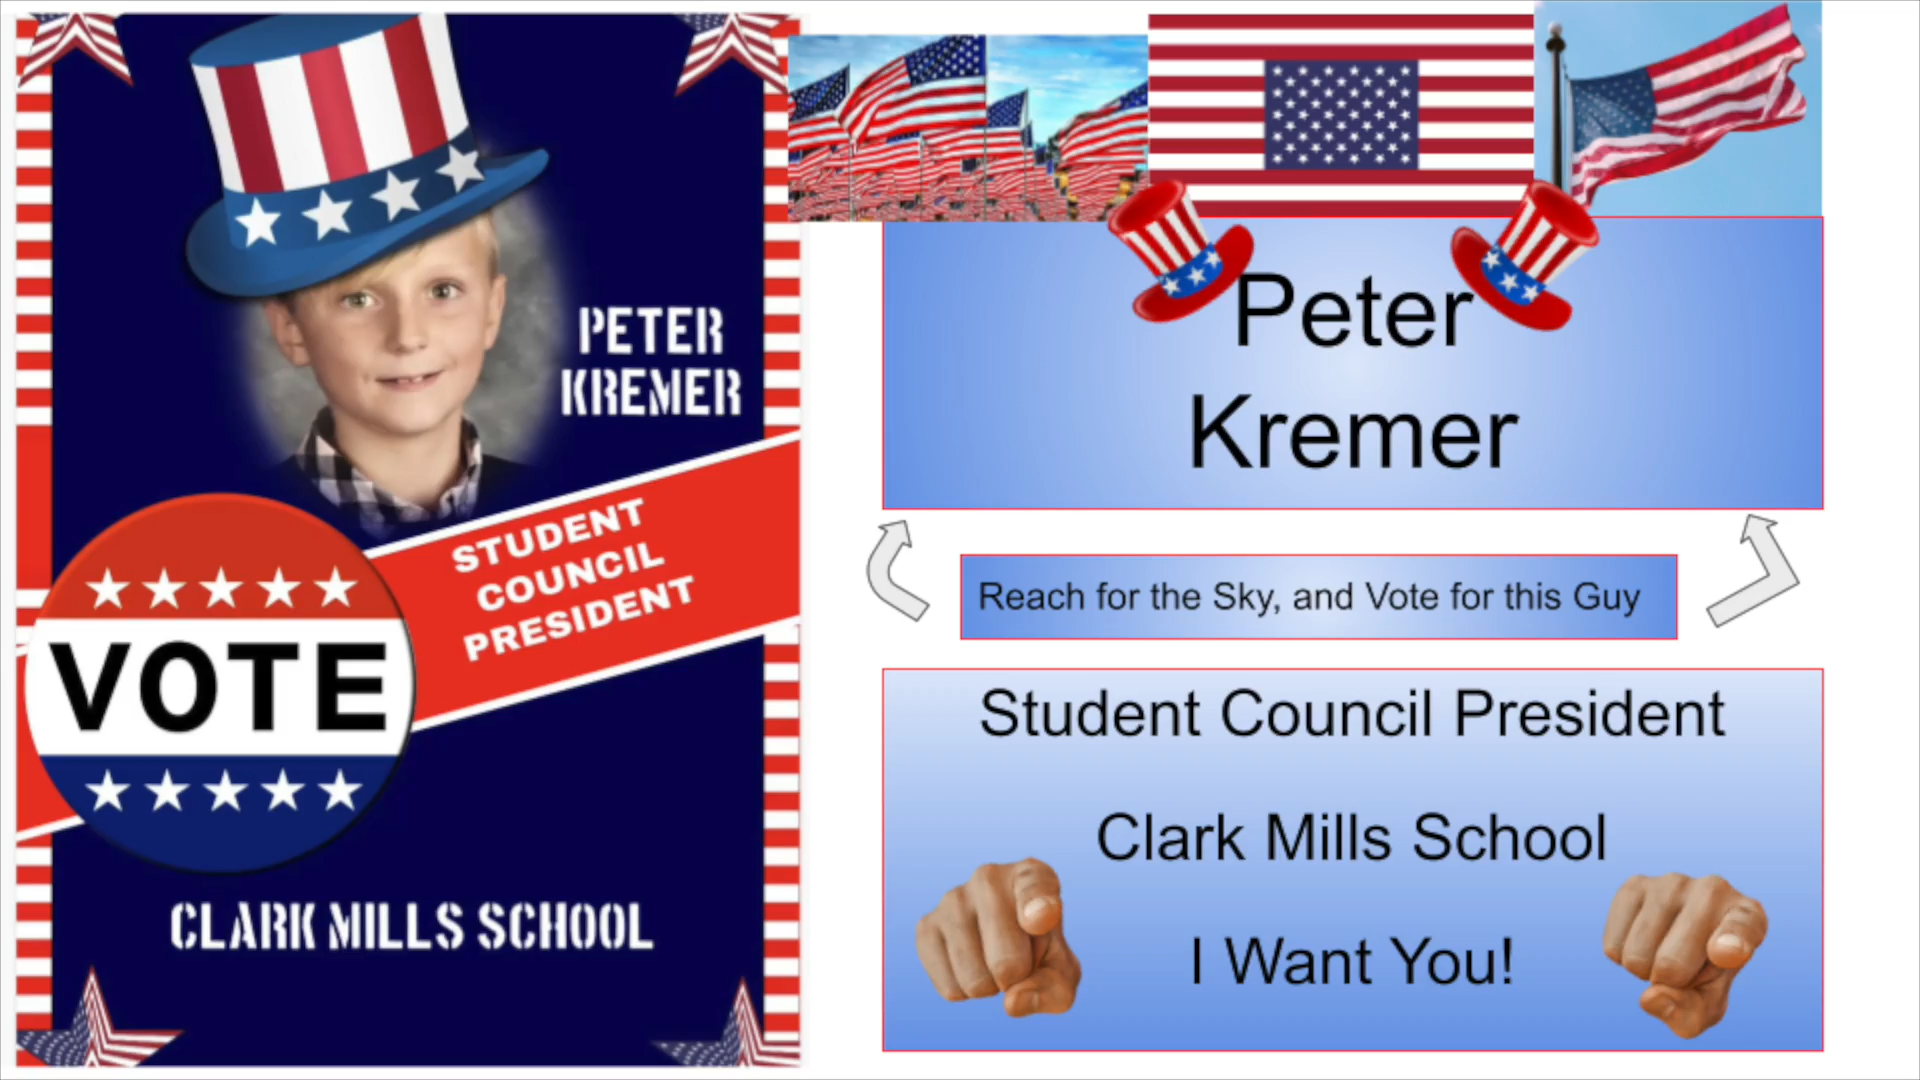 PETER
KREMER
STUDENT
COUNCIL
PRESIDENT
VOTE
CLARK MILLS SCHOOL
Peter
Kremer
Reach for the Sky, and Vote for this Guy
Student Council President
Clark Mills School
I Want You!